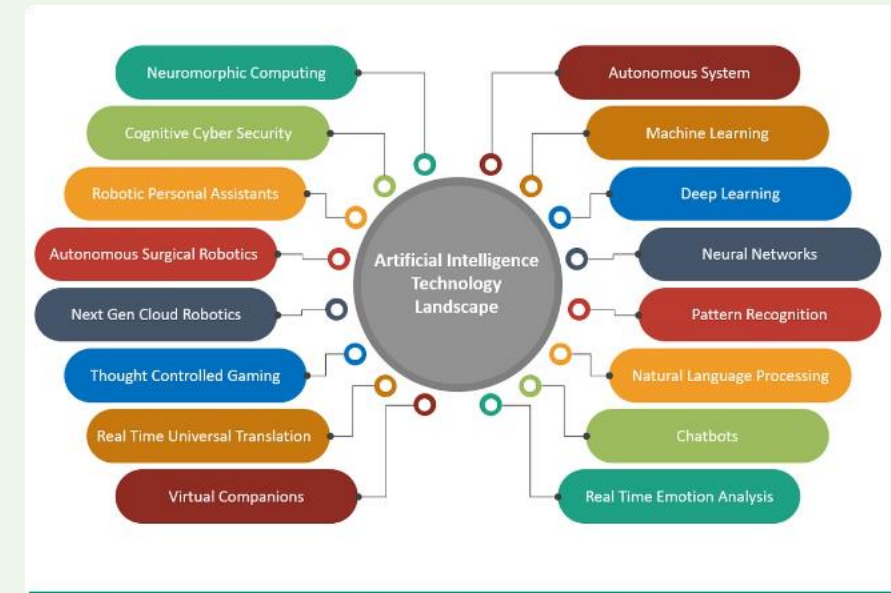 Neuromorphic Computing
Cognitive Cyber Security
Robotic Personal Assistants
Autonomous Surgical Robotics
Next Gen Cloud Robotics
Thought Controlled Gaming
Real Time Universal Translation
Virtual Companions
Artificial Intelligence
Technology
Landscape
Autonomous System
Machine Learning
Deep Learning
Neural Networks
Pattern Recognition
Natural Language Processing
Chatbots
Real Time Emotion Analysis